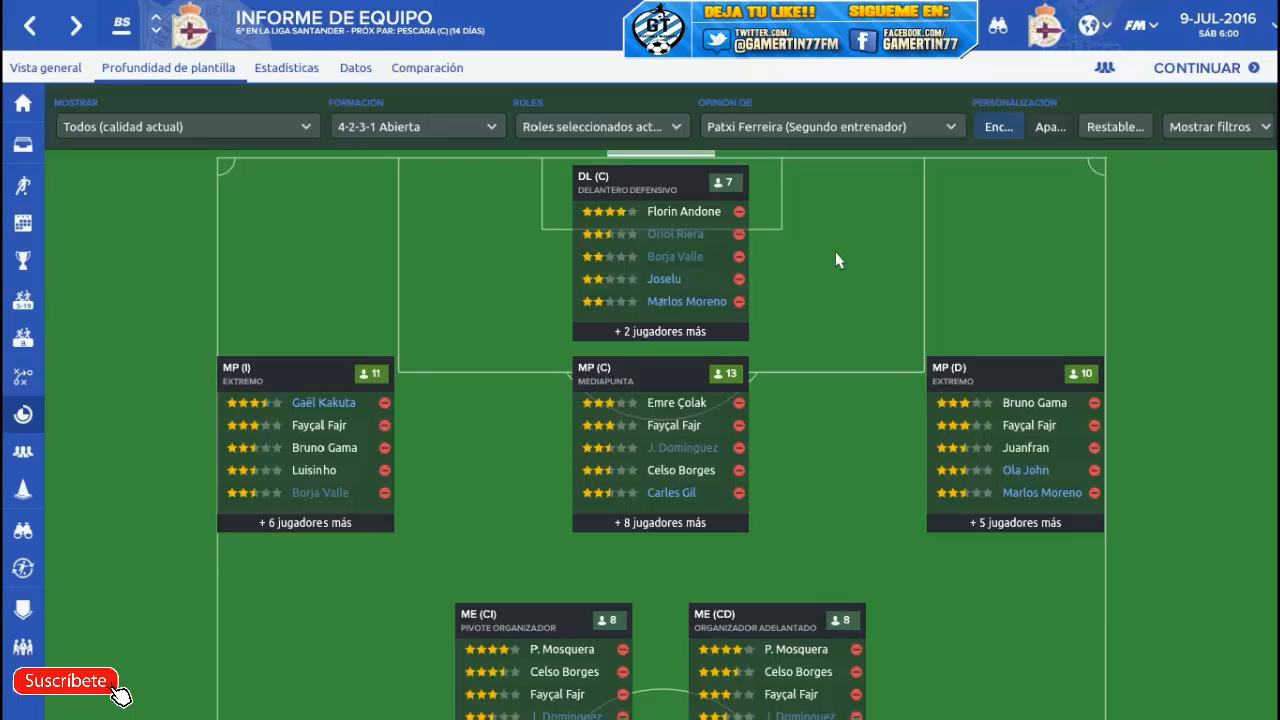 BS
INFORME DE EQUIPO
6º EN LA LIGA SANTANDER - PRÓX PAR: PESCARA (C) (14 DÍAS)
GT
DEJA TU LIKE!!
SIGUEME EN:
TWITTER.COM/
@GAMERTIN77FM
FACEBOOK.COM/
GAMERTIN77
FM
9-JUL-2016
SÁB 6:00
Vista general
Profundidad de plantilla
Estadísticas
Datos
Comparación
CONTINUAR
MOSTRAR
FORMACIÓN
ROLES
OPINIÓN DE
PERSONALIZACIÓN
Todos (calidad actual)
4-2-3-1 Abierta
Roles seleccionados act...
Patxi Ferreira (Segundo entrenador)
Enc...
Apa...
Restable...
Mostrar filtros
DL (C)
DELANTERO DEFENSIVO
7
Florin Andone
Oriol Riera
Borja Valle
Joselu
Marlos Moreno
+ 2 jugadores más
MP (I)
EXTREMO
11
Gaël Kakuta
Fayçal Fajr
Bruno Gama
Luisinho
Borja Valle
+ 6 jugadores más
MP (C)
MEDIAPUNTA
13
Emre Çolak
Fayçal Fajr
J. Domínguez
Celso Borges
Carles Gil
+ 8 jugadores más
MP (D)
EXTREMO
10
Bruno Gama
Fayçal Fajr
Juanfran
Ola John
Marlos Moreno
+ 5 jugadores más
ME (CI)
PIVOTE ORGANIZADOR
8
P. Mosquera
Celso Borges
Fayçal Fajr
J. Domínguez
ME (CD)
ORGANIZADOR ADELANTADO
8
P. Mosquera
Celso Borges
Fayçal Fajr
J. Domínguez
S-19
B
Suscríbete